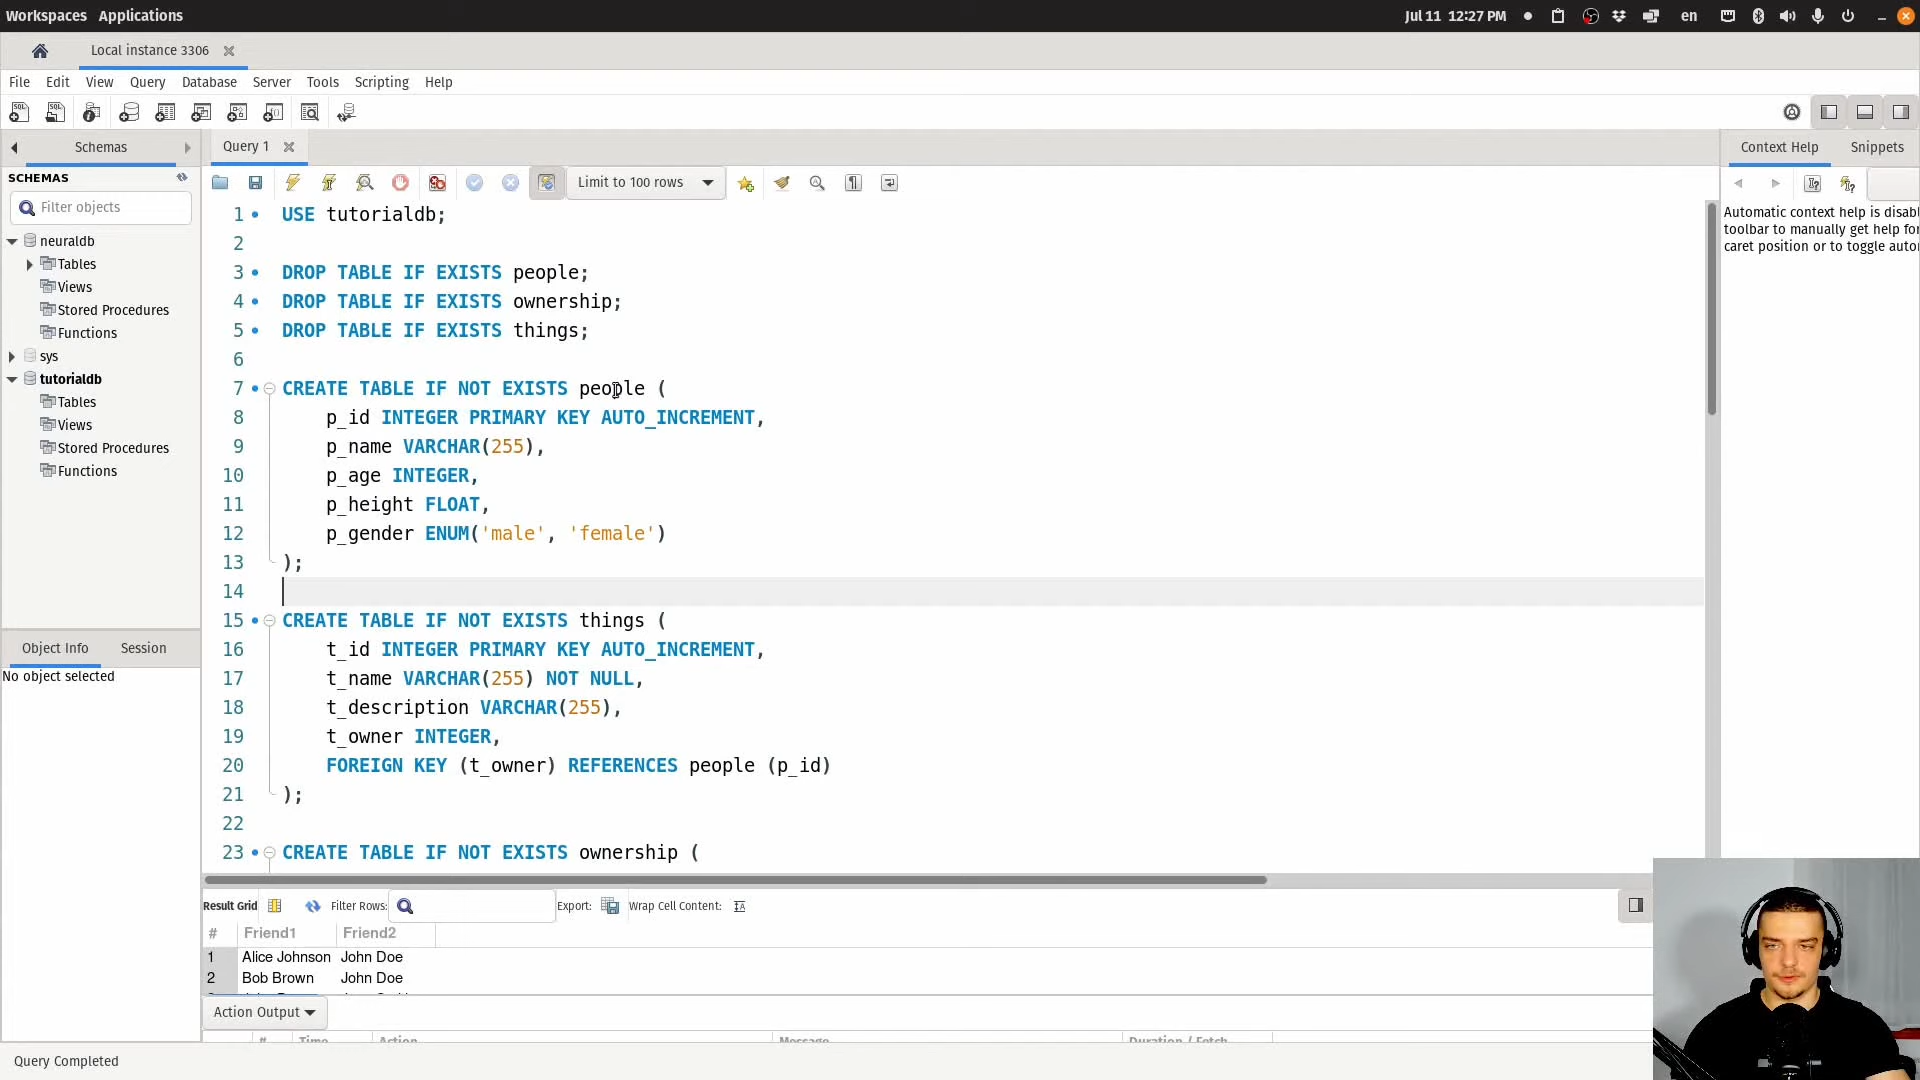 Workspaces Applications Jul 11 12:27 PM en
Local instance 3306
File Edit View Query Database Server Tools Scripting Help
Schemas
Query 1
Context Help Snippets
SCHEMAS
Filter objects
neuraldb
Tables
Views
Stored Procedures
Functions
sys
tutorialdb
Tables
Views
Stored Procedures
Functions
Object Info Session
No object selected
Limit to 100 rows
1 USE tutorialdb;
2
3 DROP TABLE IF EXISTS people;
4 DROP TABLE IF EXISTS ownership;
5 DROP TABLE IF EXISTS things;
6
7 CREATE TABLE IF NOT EXISTS people (
8 p_id INTEGER PRIMARY KEY AUTO_INCREMENT,
9 p_name VARCHAR(255),
10 p_age INTEGER,
11 p_height FLOAT,
12 p_gender ENUM('male', 'female')
13 );
14
15 CREATE TABLE IF NOT EXISTS things (
16 t_id INTEGER PRIMARY KEY AUTO_INCREMENT,
17 t_name VARCHAR(255) NOT NULL,
18 t_description VARCHAR(255),
19 t_owner INTEGER,
20 FOREIGN KEY (t_owner) REFERENCES people (p_id)
21 );
22
23 CREATE TABLE IF NOT EXISTS ownership (
Automatic context help is disabl
toolbar to manually get help for
caret position or to toggle auto
Result Grid Filter Rows: Export: Wrap Cell Content:
# Friend1 Friend2
1 Alice Johnson John Doe
2 Bob Brown John Doe
Action Output
# Time Action Message Duration / Fetch
Query Completed